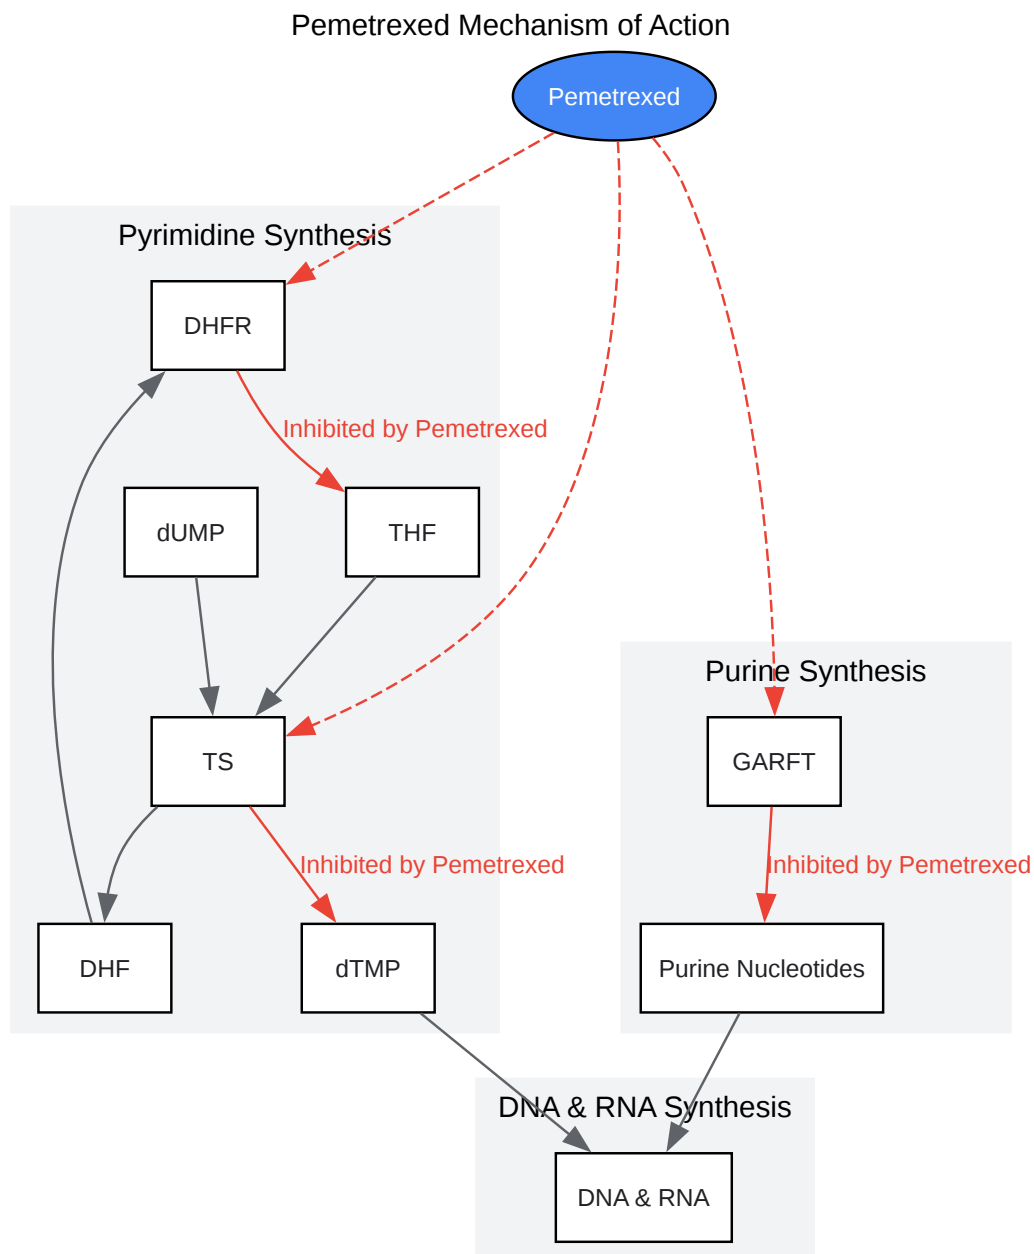 Pemetrexed Mechanism of Action
Pemetrexed
Pyrimidine Synthesis
DHFR
Inhibited by Pemetrexed
dUMP
THF
Purine Synthesis
TS
GARFT
Inhibited by Pemetrexed
Inhibited by Pemetrexed
DHF
dTMP
Purine Nucleotides
DNA & RNA Synthesis
DNA & RNA